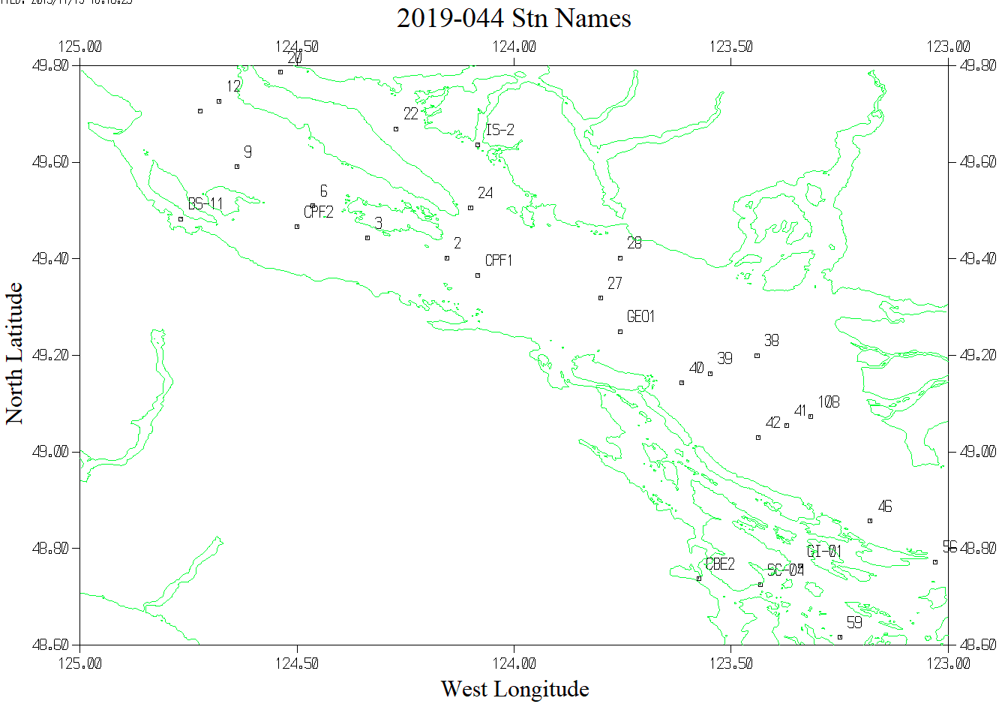 2019-044 Stn Names
125.00 124.50 124.00 123.50 123.00
49.80 20 49.80
12
22
IS-2
49.60 9 49.60
6 24
BS-11 CPF2
3
2 28
49.40 CPF1 49.40
27
GEO1
38
49.20 39 49.20
40
108
41
42
49.00 49.00
46
48.80 56 48.80
GI-01
CBE2 SC-04
59
48.60 48.60
125.00 124.50 124.00 123.50 123.00
West Longitude
North Latitude